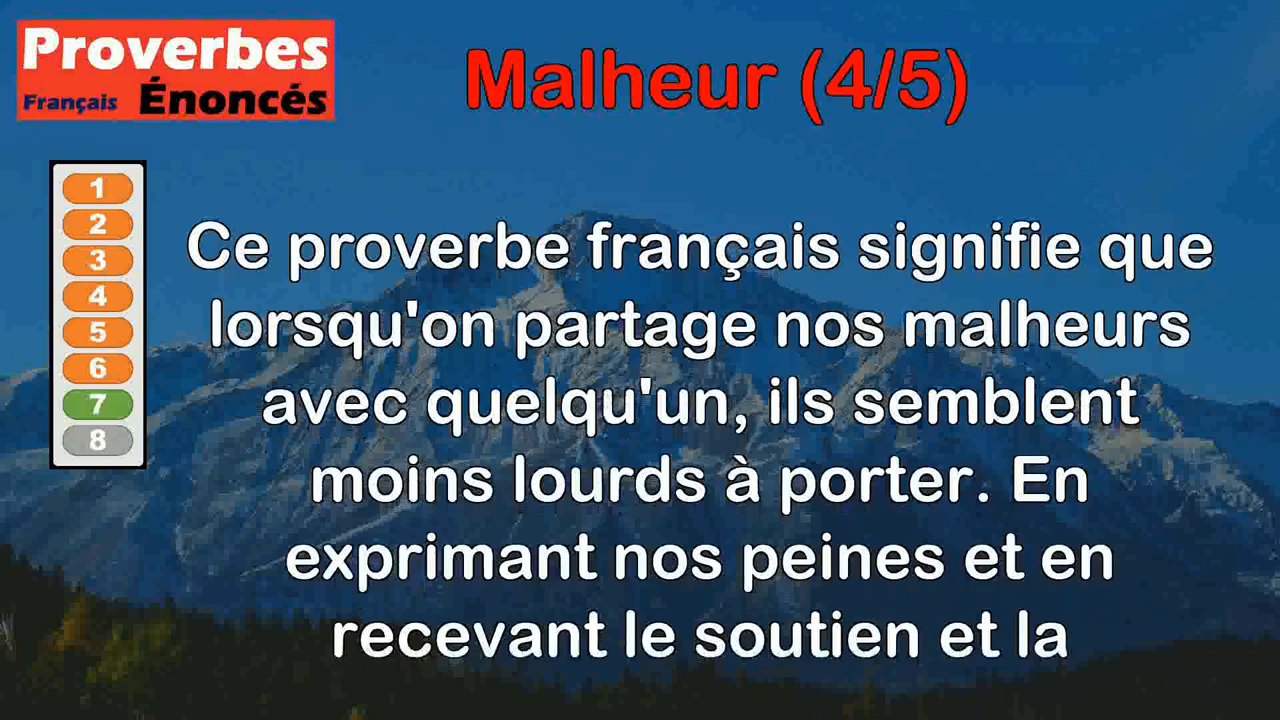 Proverbes
Français Énoncés
Malheur (4/5)
1
2
3
4
5
6
7
8
Ce proverbe français signifie que
lorsqu'on partage nos malheurs
avec quelqu'un, ils semblent
moins lourds à porter. En
exprimant nos peines et en
recevant le soutien et la